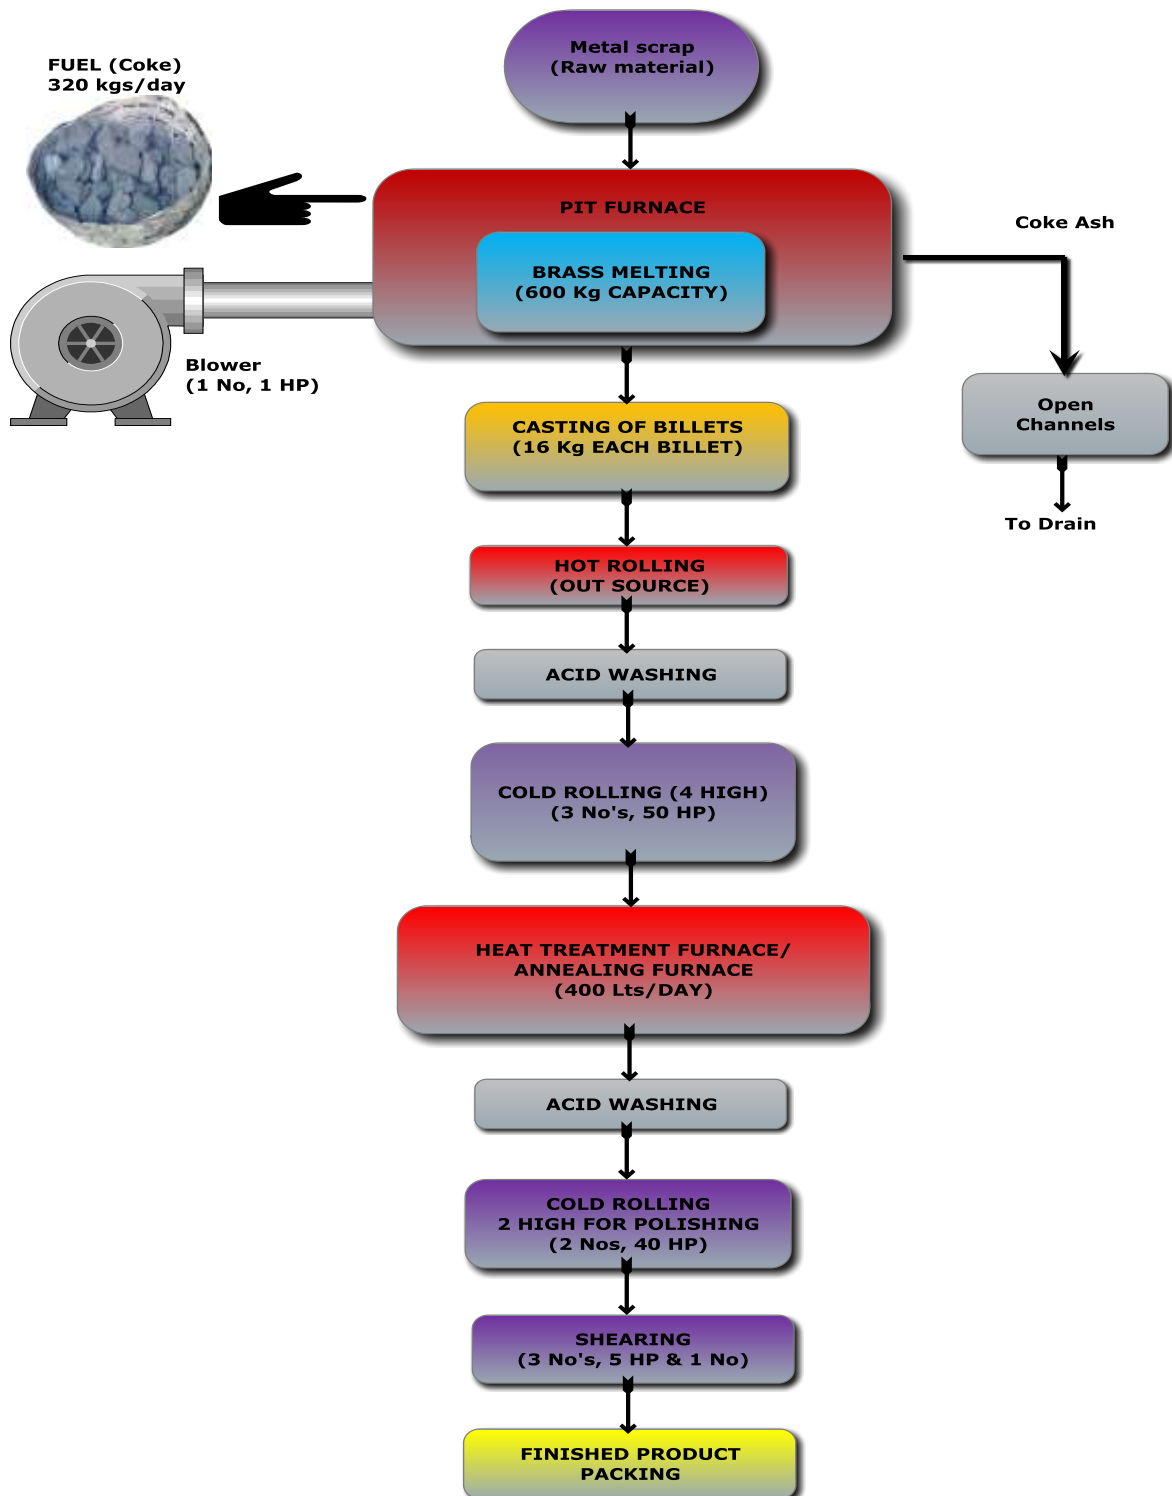 Metal scrap
(Raw material)
FUEL (Coke)
320 kgs/day
PIT FURNACE
BRASS MELTING
(600 Kg CAPACITY)
Coke Ash
Blower
(1 No, 1 HP)
Open
Channels
To Drain
CASTING OF BILLETS
(16 Kg EACH BILLET)
HOT ROLLING
(OUT SOURCE)
ACID WASHING
COLD ROLLING (4 HIGH)
(3 No's, 50 HP)
HEAT TREATMENT FURNACE/
ANNEALING FURNACE
(400 Lts/DAY)
ACID WASHING
COLD ROLLING
2 HIGH FOR POLISHING
(2 Nos, 40 HP)
SHEARING
(3 No's, 5 HP & 1 No)
FINISHED PRODUCT
PACKING